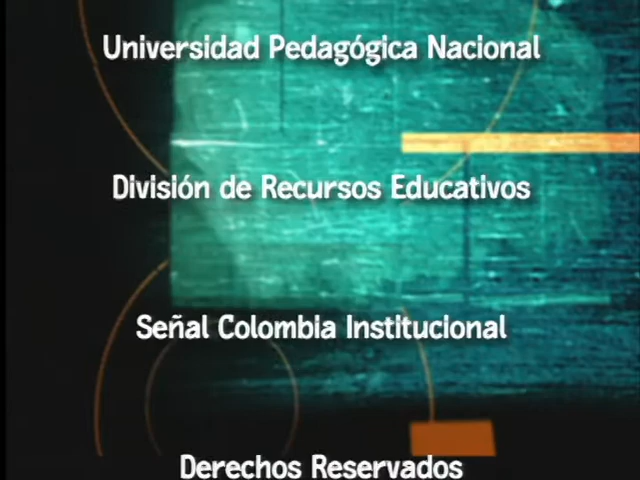 Universidad Pedagógica Nacional
División de Recursos Educativos
Señal Colombia Institucional
Derechos Reservados